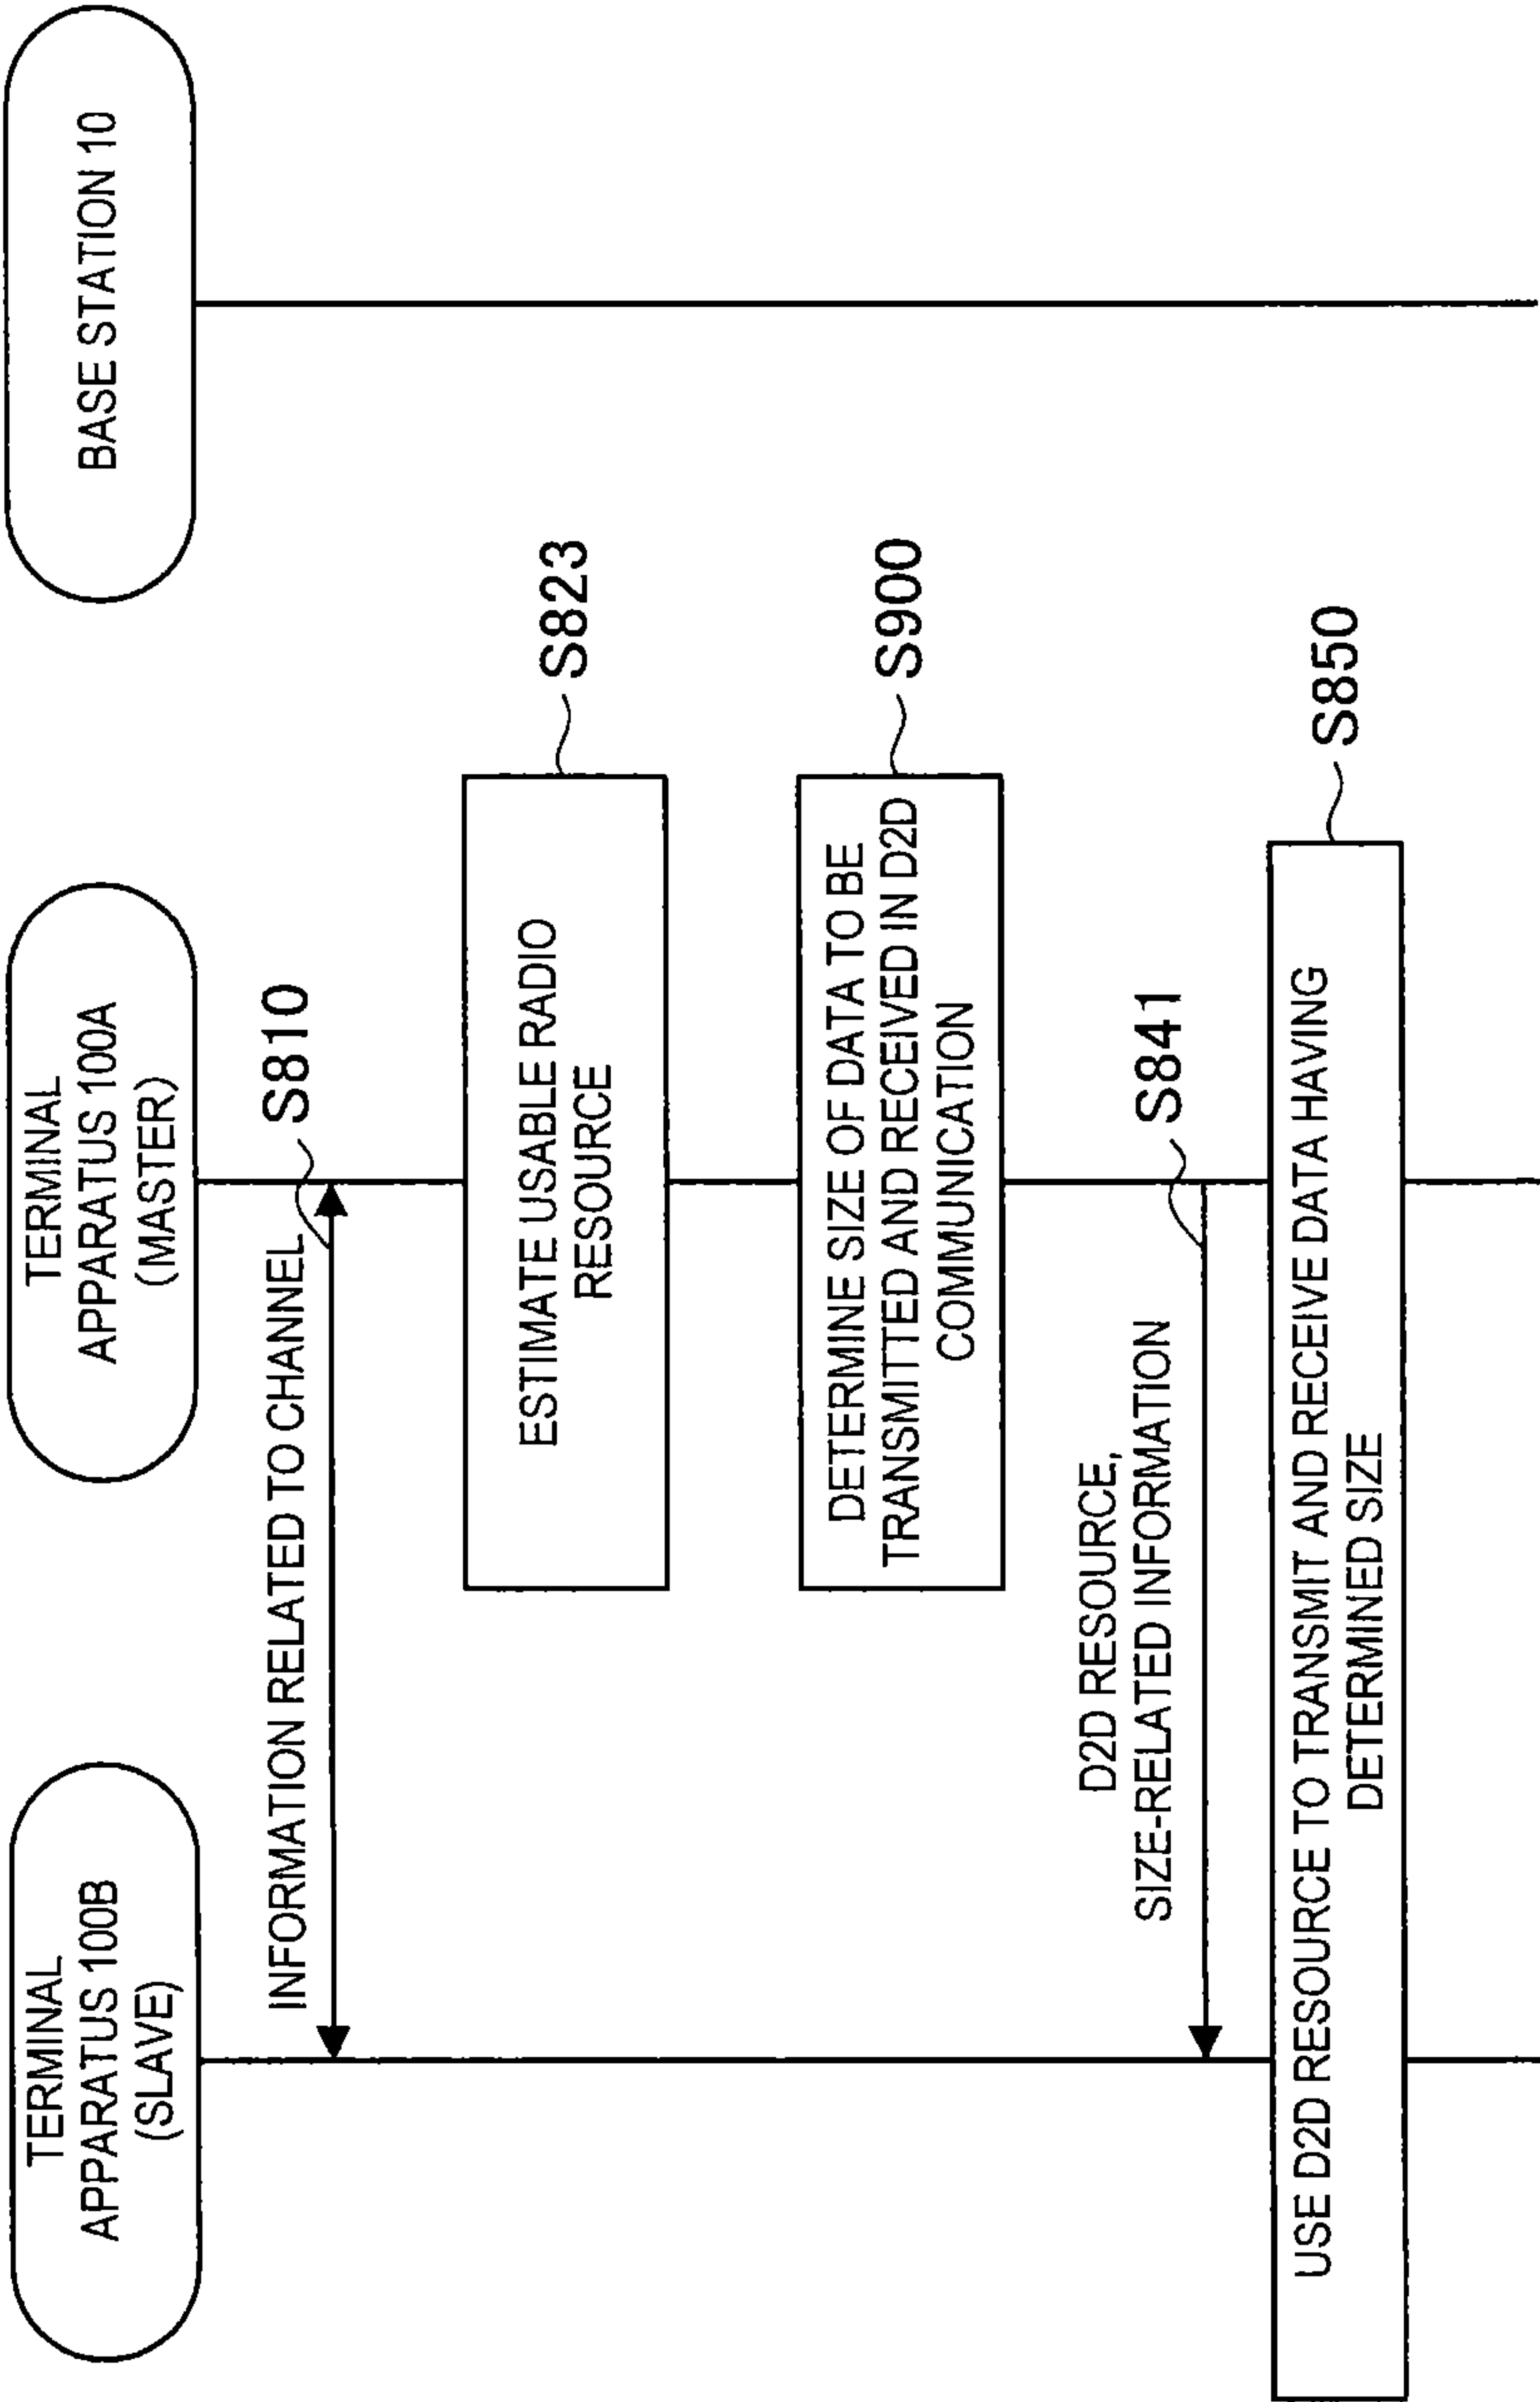 TERMINAL
APPARATUS 100B
(SLAVE)
TERMINAL
APPARATUS 100A
(MASTER)
BASE STATION 10
INFORMATION RELATED TO CHANNEL
S810
ESTIMATE USABLE RADIO
RESOURCE
S823
DETERMINE SIZE OF DATA TO BE
TRANSMITTED AND RECEIVED IN D2D
COMMUNICATION
S900
D2D RESOURCE,
SIZE-RELATED INFORMATION
S841
USE D2D RESOURCE TO TRANSMIT AND RECEIVE DATA HAVING
DETERMINED SIZE
S850